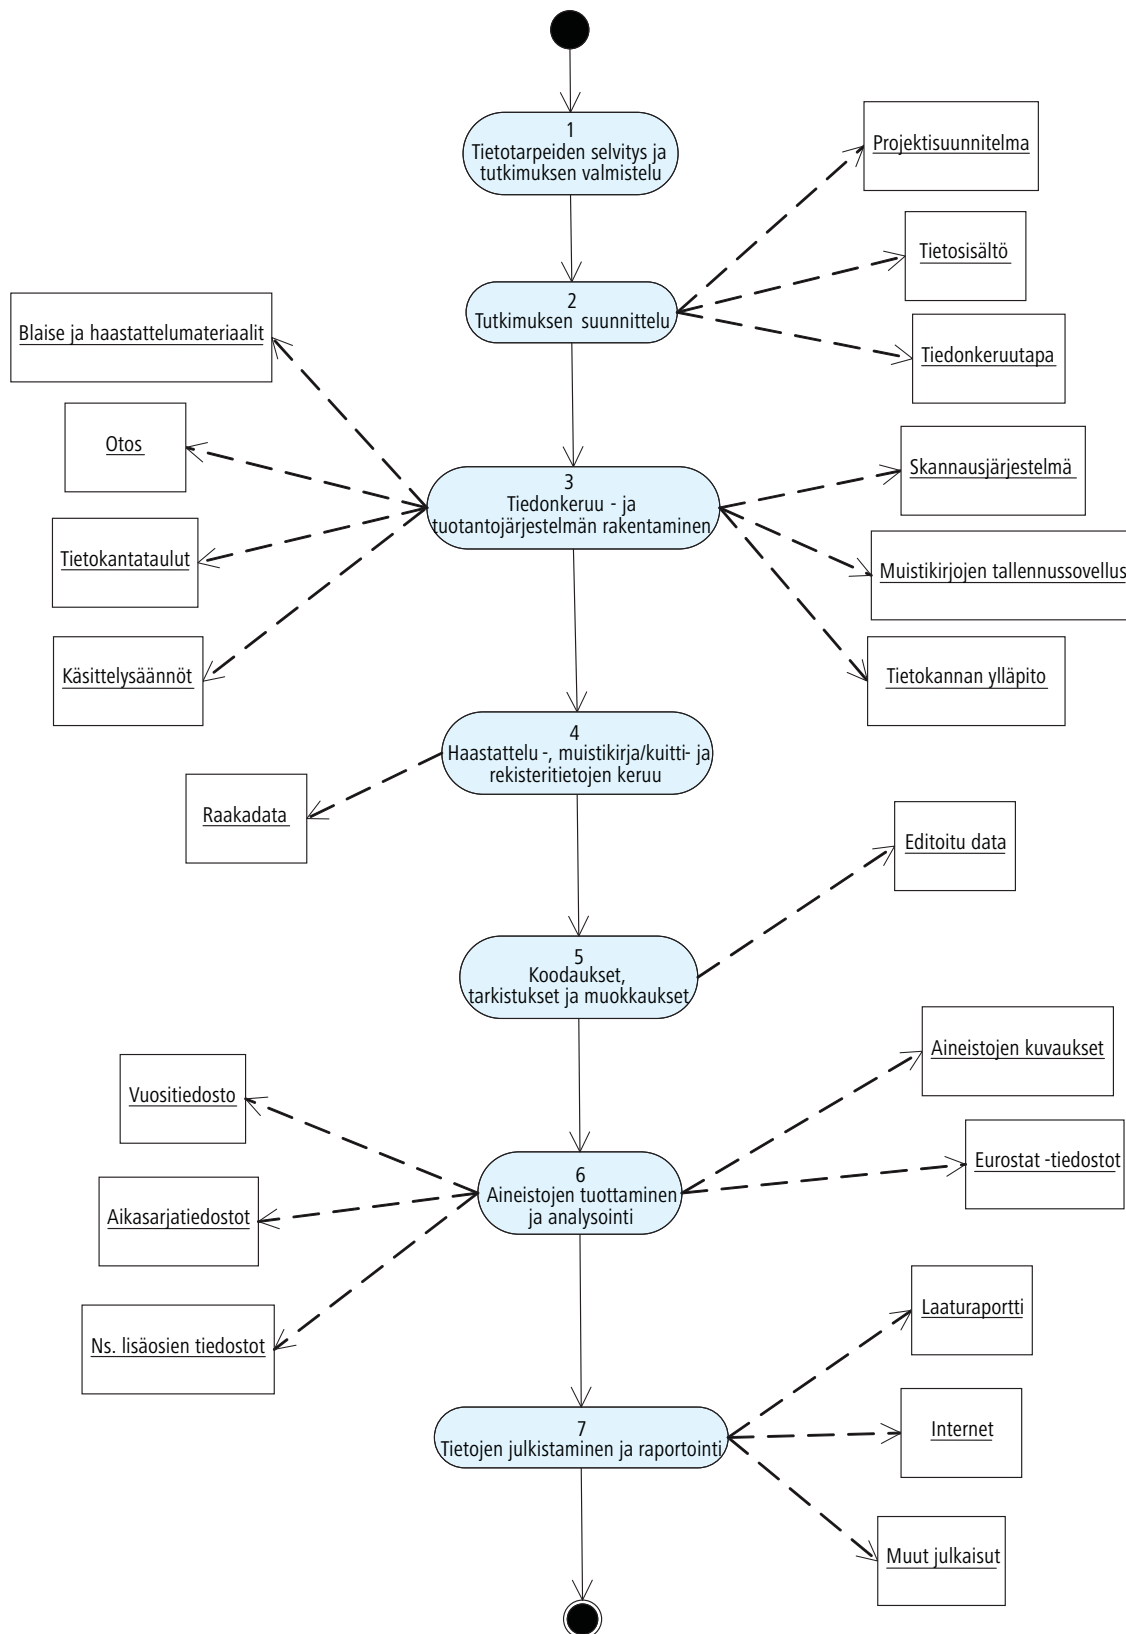 1
Tietotarpeiden selvitys ja
tutkimuksen valmistelu
Projektisuunnitelma
Tietosisältö
2
Tutkimuksen suunnittelu
Tiedonkeruutapa
Blaise ja haastattelumateriaalit
Otos
Skannausjärjestelmä
3
Tiedonkeruu - ja
tuotantojärjestelmän rakentaminen
Tietokantataulut
Muistikirjojen tallennussovellus
Käsittelysäännöt
Tietokannan ylläpito
4
Haastattelu -, muistikirja/kuitti- ja
rekisteritietojen keruu
Raakadata
Editoitu data
5
Koodaukset,
tarkistukset ja muokkaukset
Aineistojen kuvaukset
Vuositiedosto
Eurostat -tiedostot
6
Aineistojen tuottaminen
ja analysointi
Aikasarjatiedostot
Ns. lisäosien tiedostot
Laaturaportti
7
Tietojen julkistaminen ja raportointi
Internet
Muut julkaisut